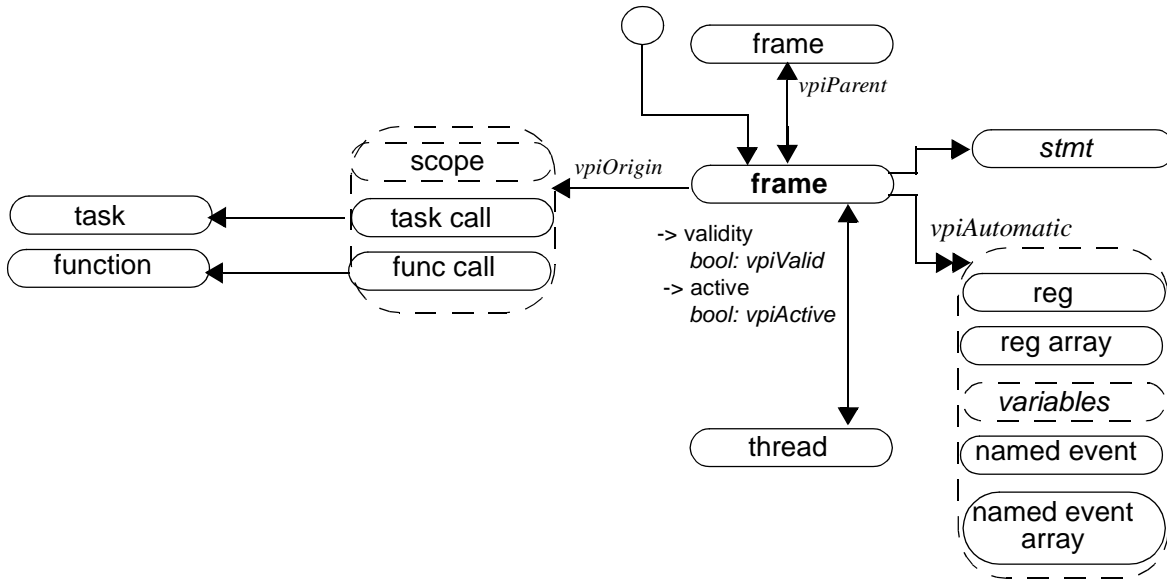 frame
vpiParent
scope
vpiOrigin
frame
stmt
task
task call
-> validity
bool: vpiValid
-> active
bool: vpiActive
vpiAutomatic
function
func call
reg
reg array
variables
thread
named event
named event
array